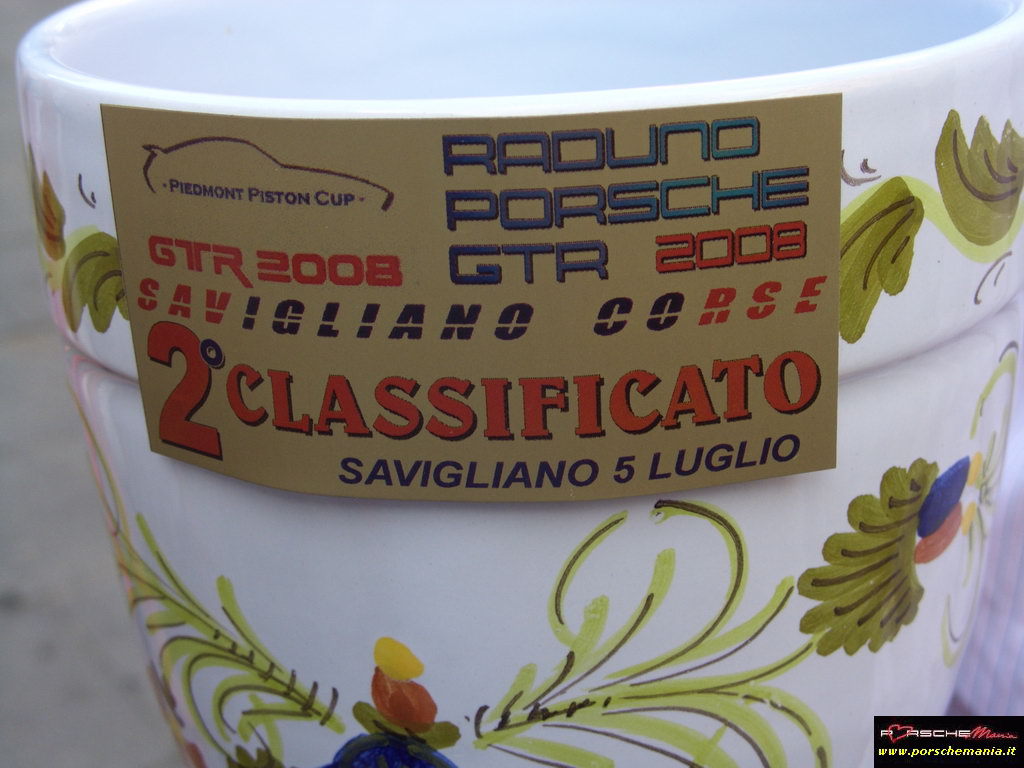 PIEDMONT PISTON CUP
RADUNO
PORSCHE
GTR 2008
GTR 2008
SAVIGLIANO CORSE
2° CLASSIFICATO
SAVIGLIANO 5 LUGLIO
PORSCHEMania
www.porschemania.it